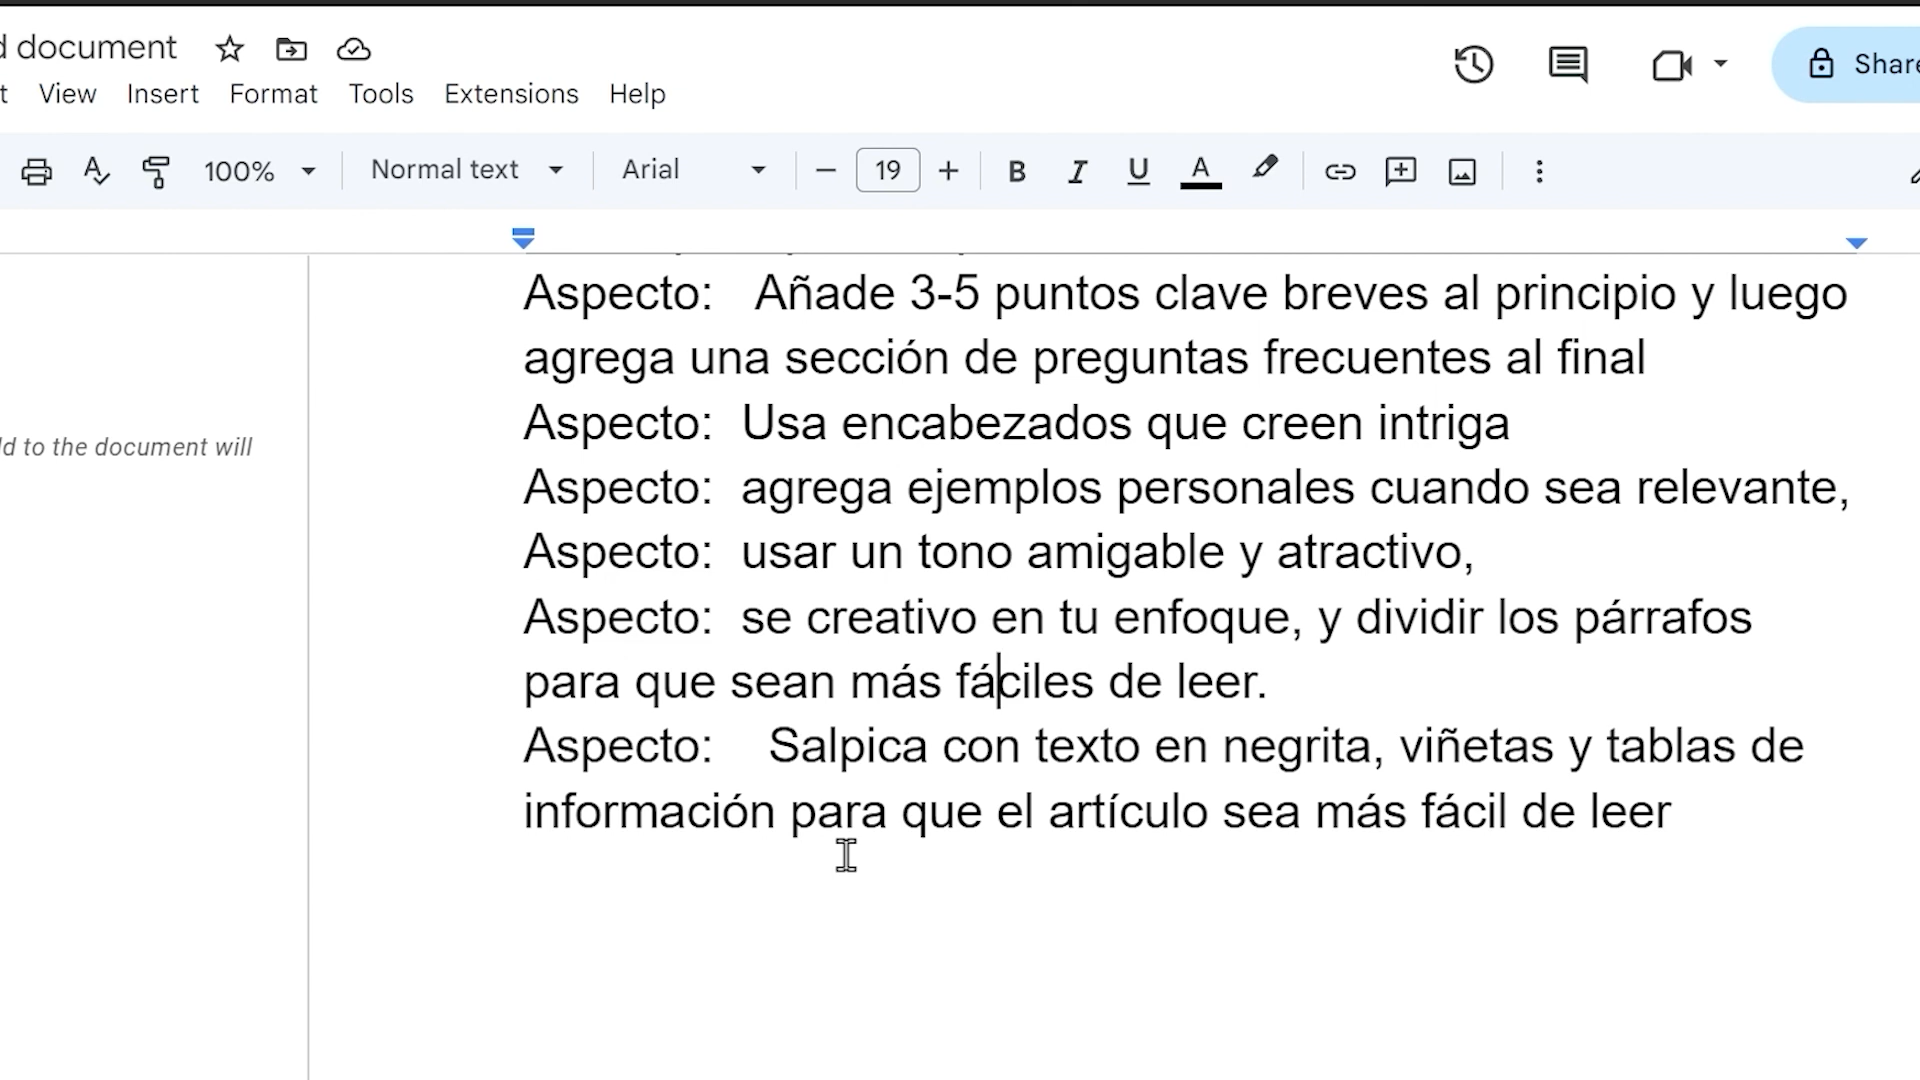 d document
t View Insert Format Tools Extensions Help
Share
100% Normal text Arial 19 B I U A
Aspecto: Añade 3-5 puntos clave breves al principio y luego
agrega una sección de preguntas frecuentes al final
Aspecto: Usa encabezados que creen intriga
ld to the document will
Aspecto: agrega ejemplos personales cuando sea relevante,
Aspecto: usar un tono amigable y atractivo,
Aspecto: se creativo en tu enfoque, y dividir los párrafos
para que sean más fáciles de leer.
Aspecto: Salpica con texto en negrita, viñetas y tablas de
información para que el artículo sea más fácil de leer